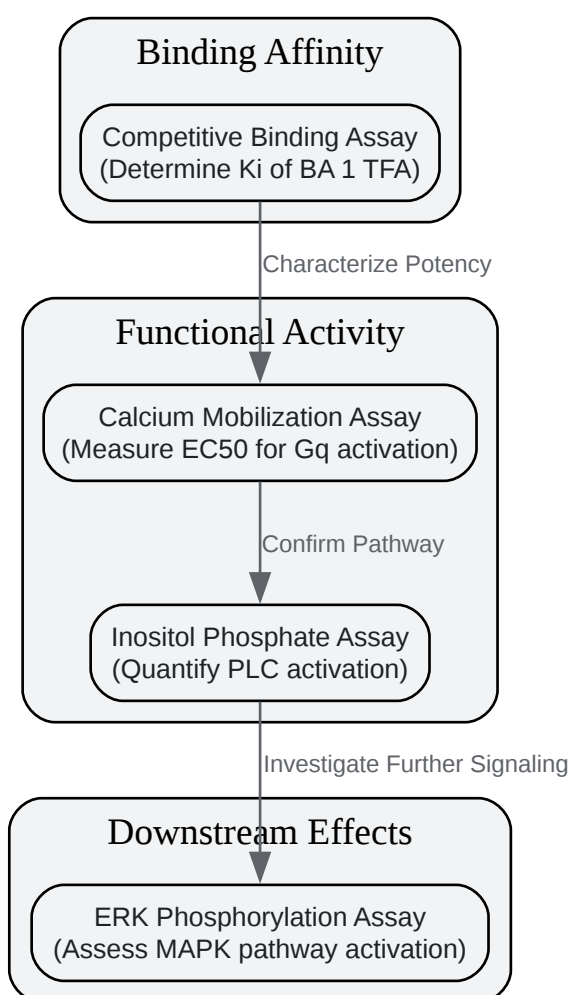 Binding Affinity
Competitive Binding Assay
(Determine Ki of BA 1 TFA)
Characterize Potency
Functional Activity
Calcium Mobilization Assay
(Measure EC50 for Gq activation)
Confirm Pathway
Inositol Phosphate Assay
(Quantify PLC activation)
Investigate Further Signaling
Downstream Effects
ERK Phosphorylation Assay
(Assess MAPK pathway activation)